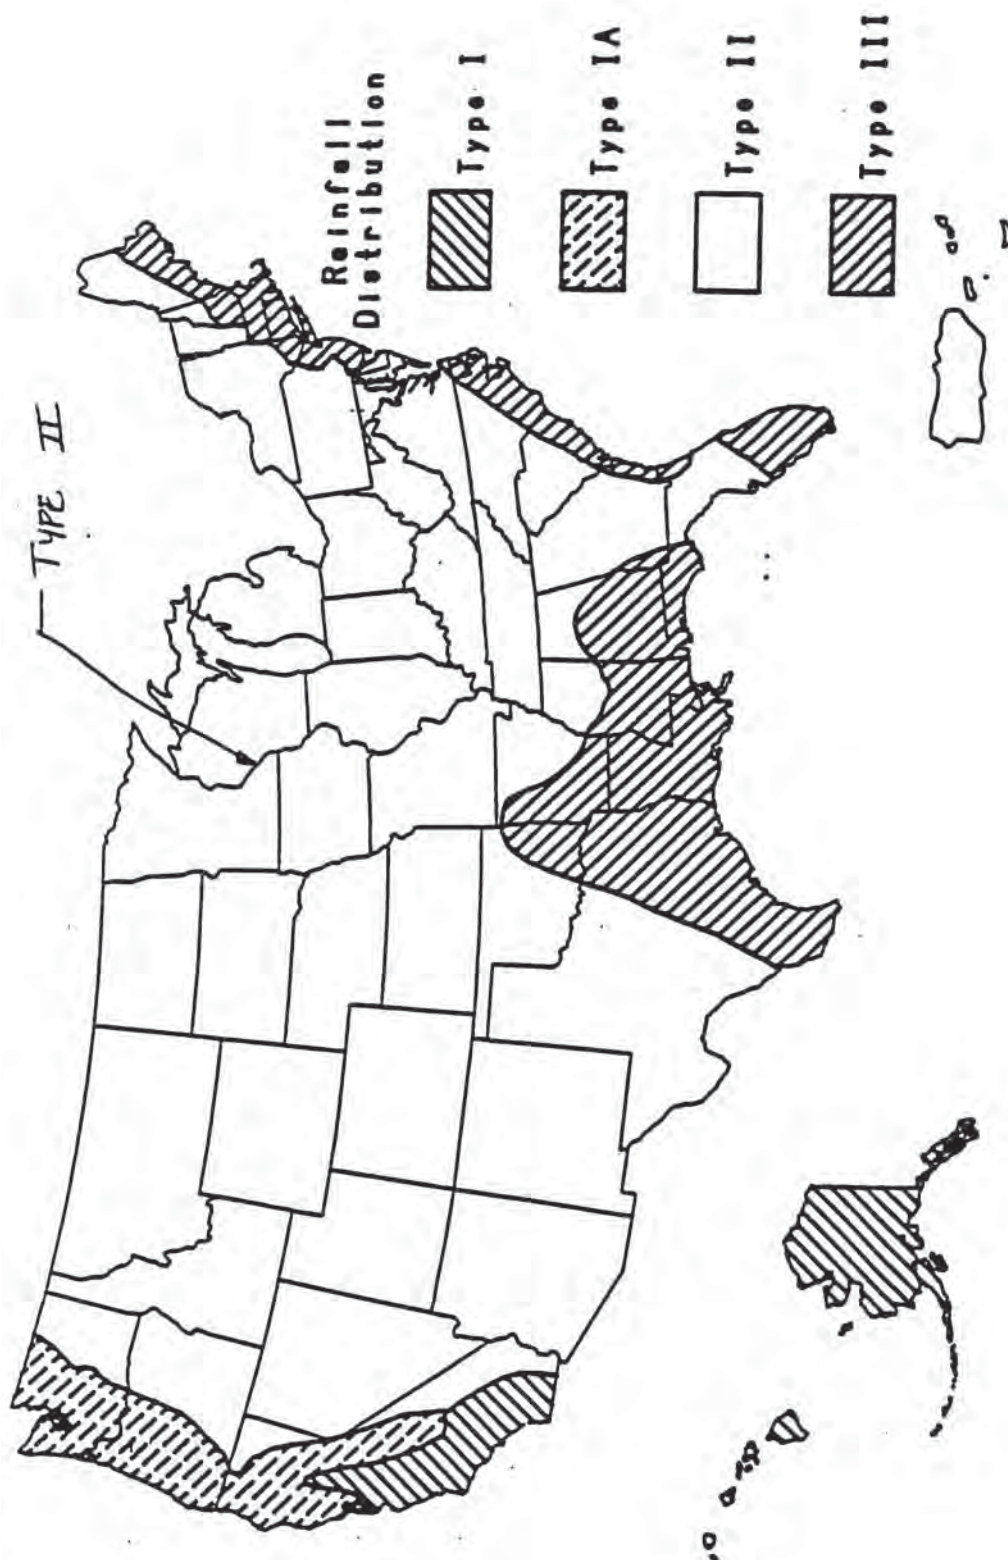 TYPE II
Rainfall
Distribution
Type I
Type IA
Type II
Type III